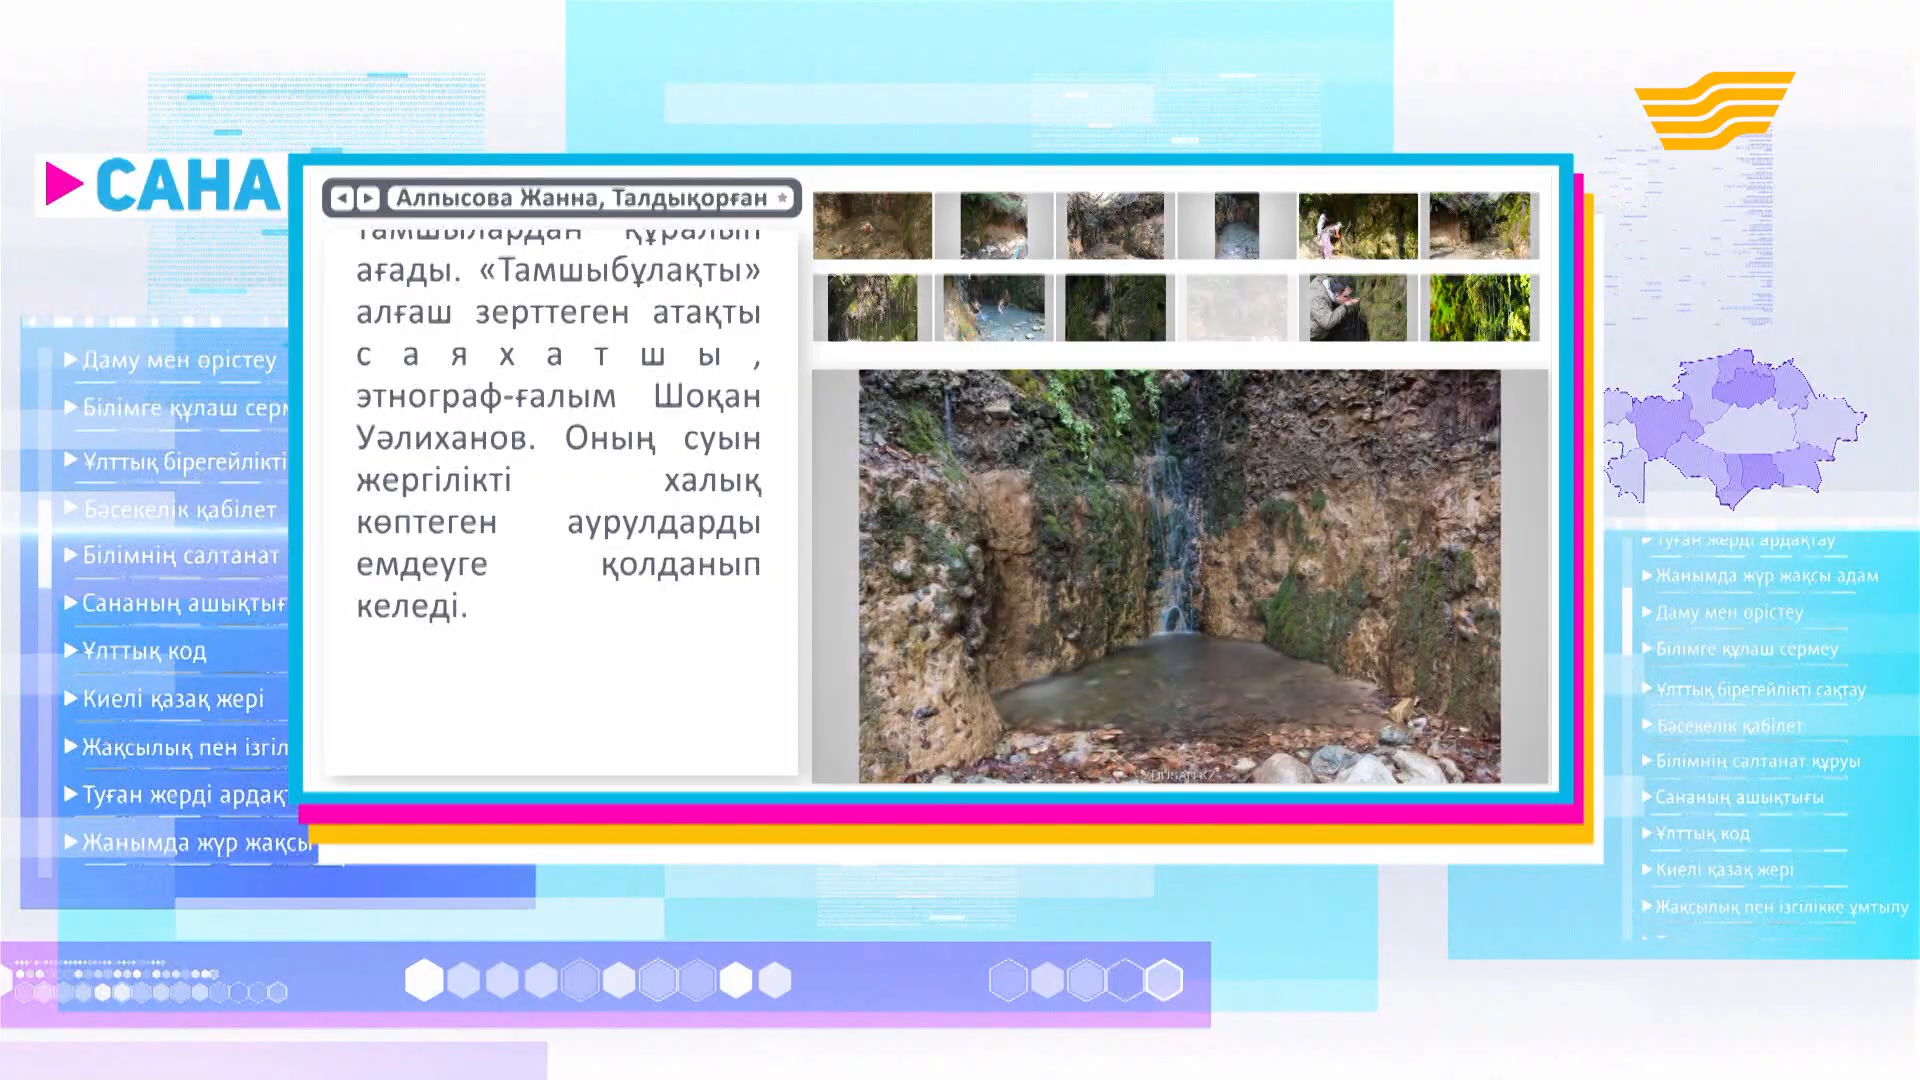 САНА
Алпысова Жанна, Талдықорған
тамшылардан құралып
ағады. «Тамшыбұлақты»
алғаш зерттеген атақты
саяхатшы,
этнограф-ғалым Шоқан
Уәлиханов. Оның суын
жергілікті халық
көптеген аурулдарды
емдеуге қолданып
келеді.
Даму мен өрістеу
Білімге құлаш серм
Ұлттық бірегейлікті
Бәсекелік қабілет
Білімнің салтанат
Сананың ашықтығ
Ұлттық код
Киелі қазақ жері
Жақсылық пен ізгіл
Туған жерді ардақт
Жанымда жүр жақсы
Туған жерді ардақтау
Жанымда жүр жақсы адам
Даму мен өрістеу
Білімге құлаш сермеу
Ұлттық бірегейлікті сақтау
Бәсекелік қабілет
Білімнің салтанат құруы
Сананың ашықтығы
Ұлттық код
Киелі қазақ жері
Жақсылық пен ізгілікке ұмтылу